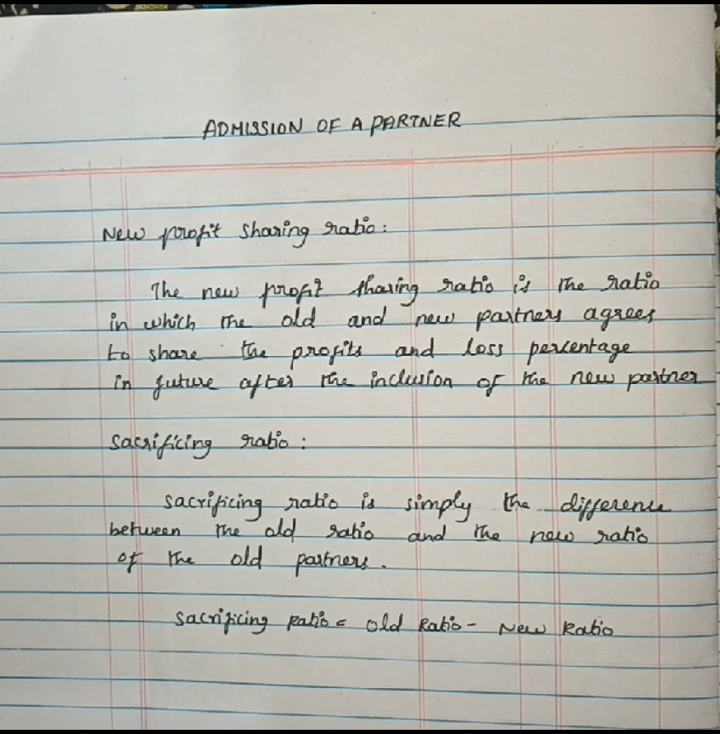 ADMISSION OF A PARTNER
New profit sharing ratio:
The new profit sharing ratio is the ratio
in which the old and new partners agrees
to share the profits and loss percentage
in future after the inclusion of the new partner
Sacrificing ratio:
Sacrificing ratio is simply the difference
between the old ratio and the new ratio
of the old partners.
Sacrificing Ratio = Old Ratio - New Ratio